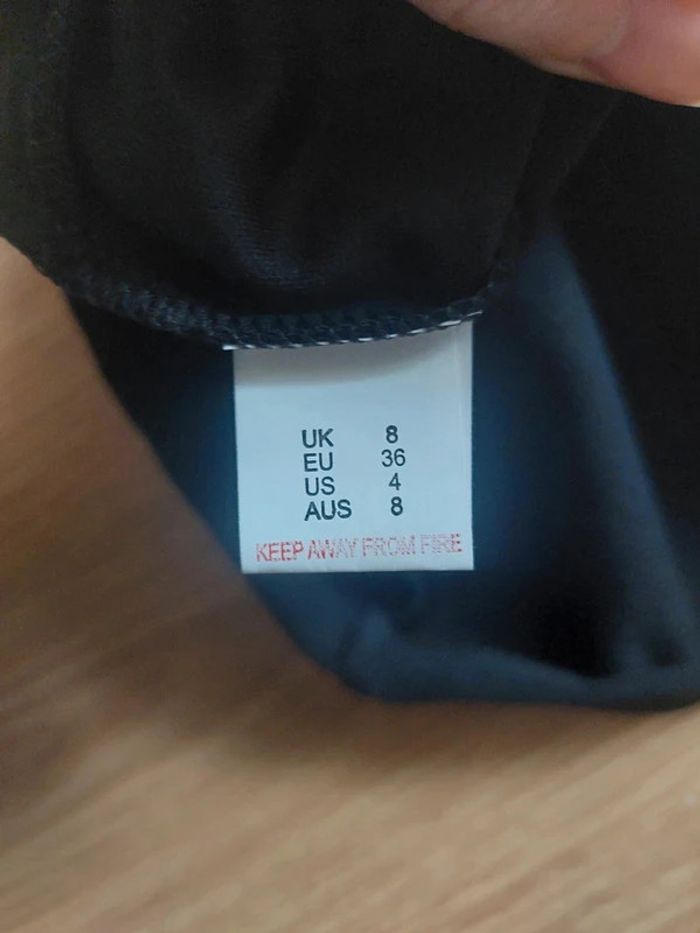 UK 8
EU 36
US 4
AUS 8
KEEP AWAY FROM FIRE